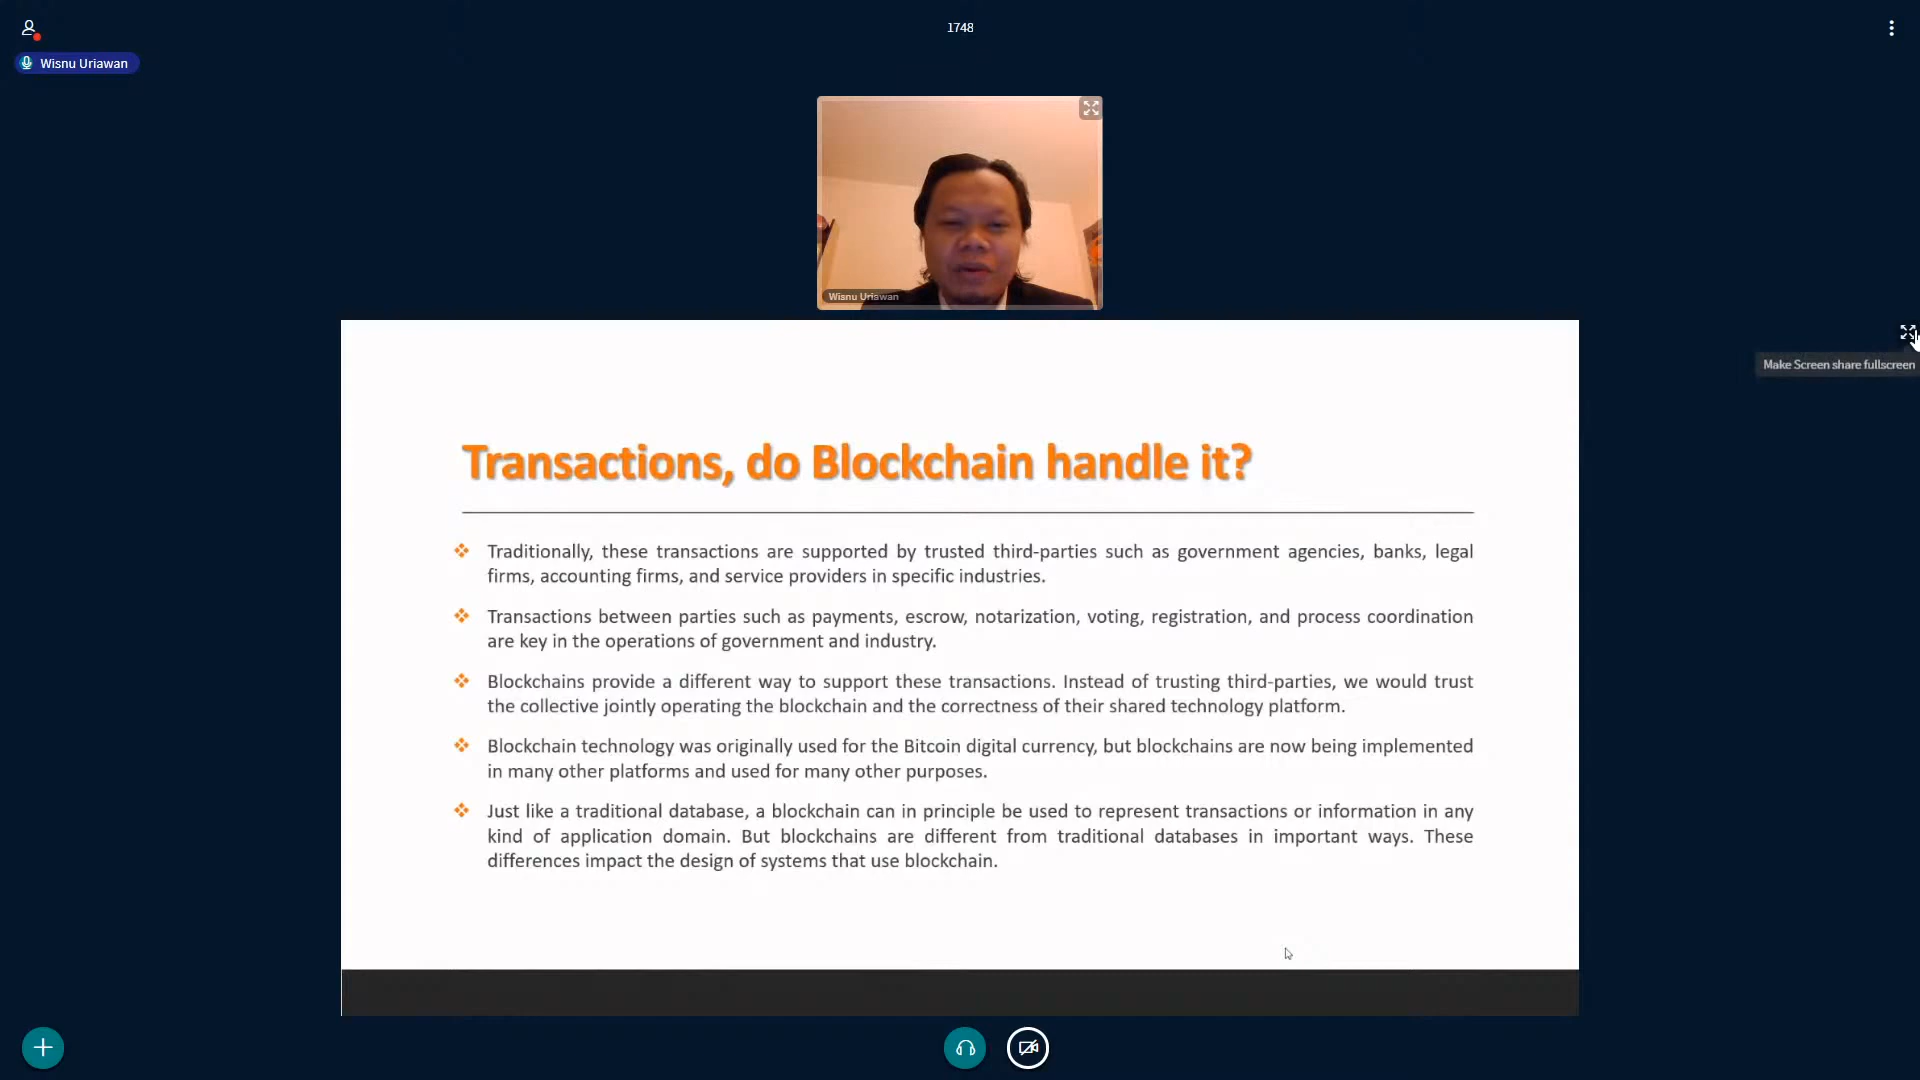 1748
Wisnu Uriawan
Wisnu Uriawan
Make Screen share fullscreen
Transactions, do Blockchain handle it?
Traditionally, these transactions are supported by trusted third-parties such as government agencies, banks, legal
firms, accounting firms, and service providers in specific industries.
Transactions between parties such as payments, escrow, notarization, voting, registration, and process coordination
are key in the operations of government and industry.
Blockchains provide a different way to support these transactions. Instead of trusting third-parties, we would trust
the collective jointly operating the blockchain and the correctness of their shared technology platform.
Blockchain technology was originally used for the Bitcoin digital currency, but blockchains are now being implemented
in many other platforms and used for many other purposes.
Just like a traditional database, a blockchain can in principle be used to represent transactions or information in any
kind of application domain. But blockchains are different from traditional databases in important ways. These
differences impact the design of systems that use blockchain.